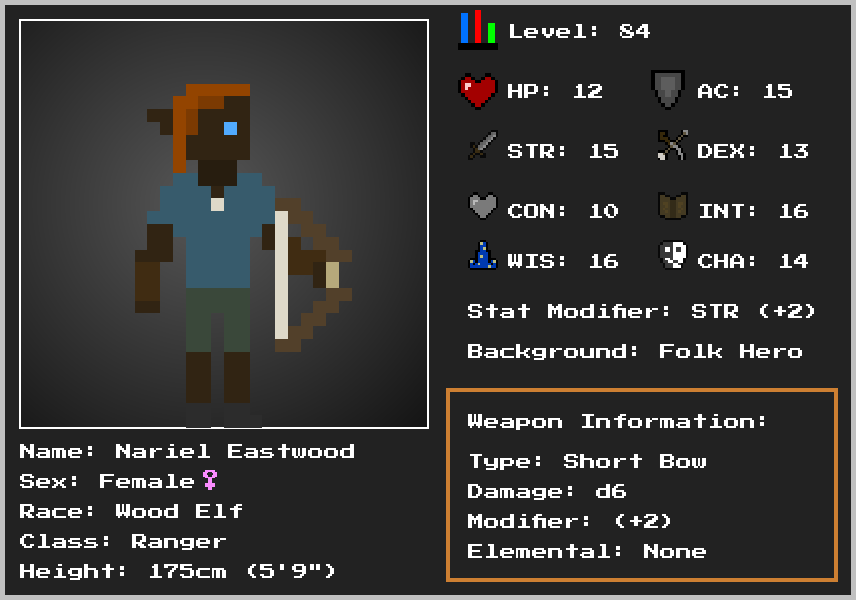 Level: 84
HP: 12 AC: 15
STR: 15 DEX: 13
CON: 10 INT: 16
WIS: 16 CHA: 14
Stat Modifier: STR (+2)
Background: Folk Hero
Weapon Information:
Type: Short Bow
Damage: d6
Modifier: (+2)
Elemental: None
Name: Nariel Eastwood
Sex: Female♀
Race: Wood Elf
Class: Ranger
Height: 175cm (5'9")